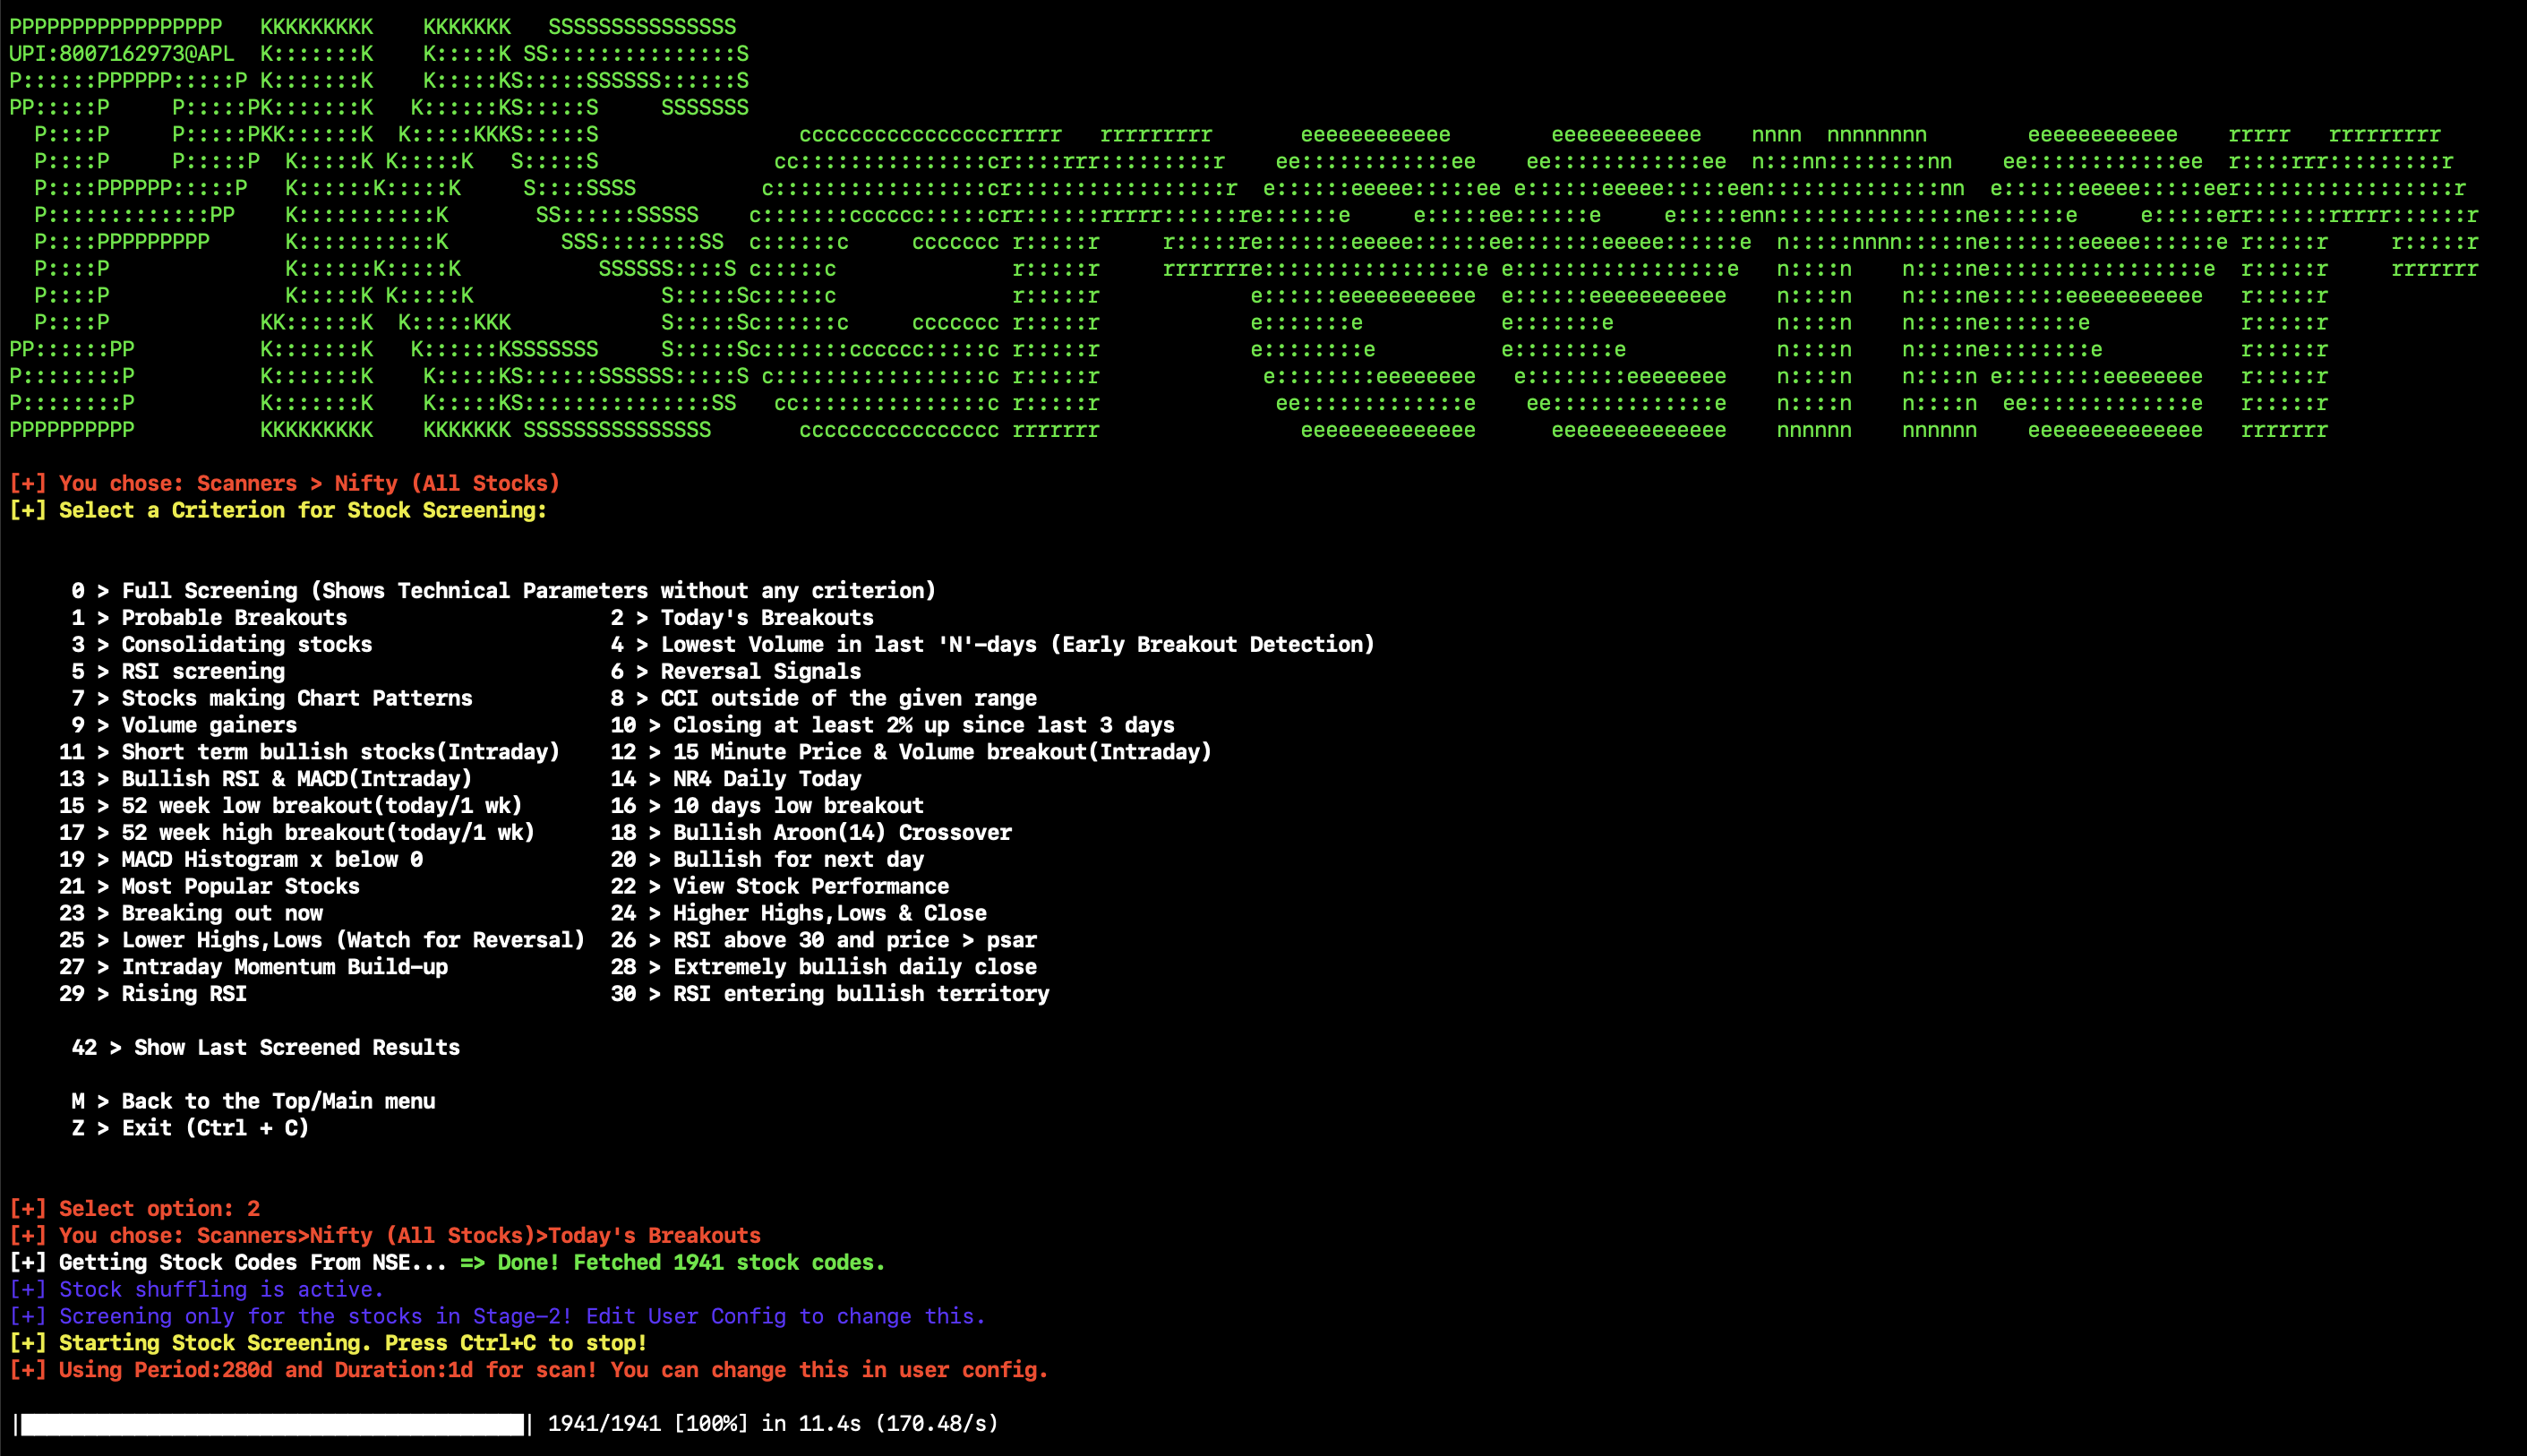 PPPPPPPPPPPPPPPPP   KKKKKKKKK    KKKKKKK   SSSSSSSSSSSSSSS
UPI:8007162973@APL  K:::::::K    K:::::K SS:::::::::::::::S
P::::::PPPPPP:::::P K:::::::K    K:::::KS:::::SSSSSS::::::S
PP:::::P     P:::::PK:::::::K   K::::::KS:::::S     SSSSSSS
  P::::P     P:::::PKK::::::K  K:::::KKKS:::::S                ccccccccccccccccrrrrr   rrrrrrrrr       eeeeeeeeeeee        eeeeeeeeeeee    nnnn  nnnnnnnn        eeeeeeeeeeee    rrrrr   rrrrrrrrr
  P::::P     P:::::P  K:::::K K:::::K   S:::::S              cc:::::::::::::::cr::::rrr:::::::::r    ee::::::::::::ee    ee::::::::::::ee  n:::nn::::::::nn    ee::::::::::::ee  r::::rrr:::::::::r
  P::::PPPPPP:::::P   K::::::K:::::K     S::::SSSS          c:::::::::::::::::cr:::::::::::::::::r  e::::::eeeee:::::ee e::::::eeeee:::::een::::::::::::::nn  e::::::eeeee:::::eer:::::::::::::::::r
  P:::::::::::::PP    K:::::::::::K       SS::::::SSSSS    c:::::::cccccc:::::crr::::::rrrrr::::::re::::::e     e:::::ee::::::e     e:::::enn:::::::::::::::ne::::::e     e:::::err::::::rrrrr::::::r
  P::::PPPPPPPPP      K:::::::::::K         SSS::::::::SS  c::::::c     ccccccc r:::::r     r:::::re:::::::eeeee::::::ee:::::::eeeee::::::e  n:::::nnnn:::::ne:::::::eeeee::::::e r:::::r     r:::::r
  P::::P              K::::::K:::::K           SSSSSS::::S c:::::c              r:::::r     rrrrrrre:::::::::::::::::e e:::::::::::::::::e   n::::n    n::::ne:::::::::::::::::e  r:::::r     rrrrrrr
  P::::P              K:::::K K:::::K               S:::::Sc:::::c              r:::::r            e::::::eeeeeeeeeee  e::::::eeeeeeeeeee    n::::n    n::::ne::::::eeeeeeeeeee   r:::::r
  P::::P            KK::::::K  K:::::KKK            S:::::Sc::::::c     ccccccc r:::::r            e:::::::e           e:::::::e             n::::n    n::::ne:::::::e            r:::::r
PP::::::PP          K:::::::K   K::::::KSSSSSSS     S:::::Sc:::::::cccccc:::::c r:::::r            e::::::::e          e::::::::e            n::::n    n::::ne::::::::e           r:::::r
P::::::::P          K:::::::K    K:::::KS::::::SSSSSS:::::S c:::::::::::::::::c r:::::r             e::::::::eeeeeeee   e::::::::eeeeeeee    n::::n    n::::n e::::::::eeeeeeee   r:::::r
P::::::::P          K:::::::K    K:::::KS:::::::::::::::SS   cc:::::::::::::::c r:::::r              ee:::::::::::::e    ee:::::::::::::e    n::::n    n::::n  ee:::::::::::::e   r:::::r
PPPPPPPPPP          KKKKKKKKK    KKKKKKK SSSSSSSSSSSSSSS       cccccccccccccccc rrrrrrr                eeeeeeeeeeeeee      eeeeeeeeeeeeee    nnnnnn    nnnnnn    eeeeeeeeeeeeee   rrrrrrr
[+] You chose: Scanners > Nifty (All Stocks)
[+] Select a Criterion for Stock Screening:
0 > Full Screening (Shows Technical Parameters without any criterion)
1 > Probable Breakouts                     2 > Today's Breakouts
3 > Consolidating stocks                   4 > Lowest Volume in last 'N'-days (Early Breakout Detection)
5 > RSI screening                          6 > Reversal Signals
7 > Stocks making Chart Patterns           8 > CCI outside of the given range
9 > Volume gainers                         10 > Closing at least 2% up since last 3 days
11 > Short term bullish stocks(Intraday)    12 > 15 Minute Price & Volume breakout(Intraday)
13 > Bullish RSI & MACD(Intraday)           14 > NR4 Daily Today
15 > 52 week low breakout(today/1 wk)       16 > 10 days low breakout
17 > 52 week high breakout(today/1 wk)      18 > Bullish Aroon(14) Crossover
19 > MACD Histogram x below 0               20 > Bullish for next day
21 > Most Popular Stocks                    22 > View Stock Performance
23 > Breaking out now                       24 > Higher Highs,Lows & Close
25 > Lower Highs,Lows (Watch for Reversal)  26 > RSI above 30 and price > psar
27 > Intraday Momentum Build-up             28 > Extremely bullish daily close
29 > Rising RSI                             30 > RSI entering bullish territory
42 > Show Last Screened Results
M > Back to the Top/Main menu
Z > Exit (Ctrl + C)
[+] Select option: 2
[+] You chose: Scanners>Nifty (All Stocks)>Today's Breakouts
[+] Getting Stock Codes From NSE... => Done! Fetched 1941 stock codes.
[+] Stock shuffling is active.
[+] Screening only for the stocks in Stage-2! Edit User Config to change this.
[+] Starting Stock Screening. Press Ctrl+C to stop!
[+] Using Period:280d and Duration:1d for scan! You can change this in user config.
1941/1941 [100%] in 11.4s (170.48/s)